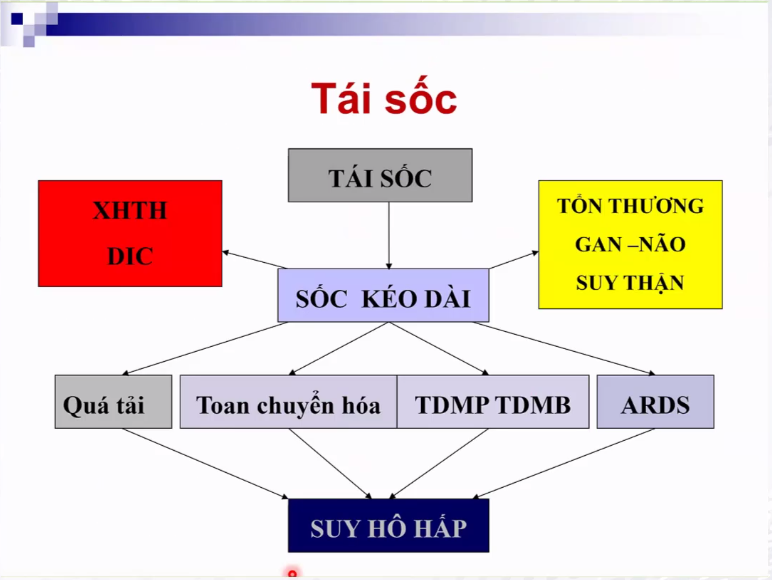 Tái sốc
TÁI SỐC
XHTH
DIC
TỔN THƯƠNG
GAN –NÃO
SUY THẬN
SỐC KÉO DÀI
Quá tải
Toan chuyển hóa
TDMP TDMB
ARDS
SUY HÔ HẤP